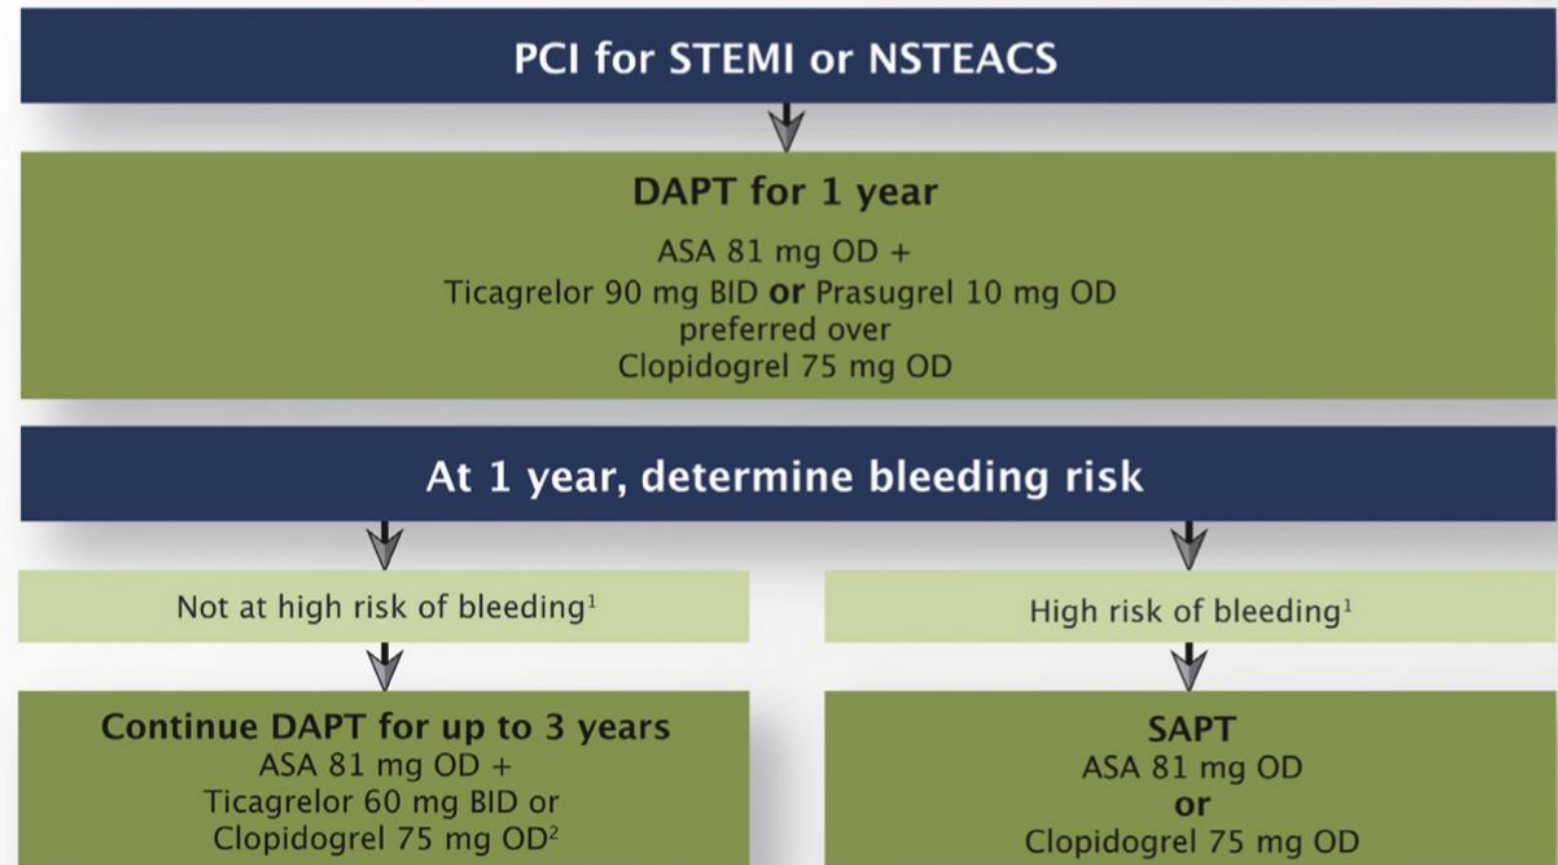 PCI for STEMI or NSTEACS
DAPT for 1 year
ASA 81 mg OD +
Ticagrelor 90 mg BID or Prasugrel 10 mg OD
preferred over
Clopidogrel 75 mg OD
At 1 year, determine bleeding risk
Not at high risk of bleeding¹
High risk of bleeding¹
Continue DAPT for up to 3 years
ASA 81 mg OD +
Ticagrelor 60 mg BID or
Clopidogrel 75 mg OD²
SAPT
ASA 81 mg OD
or
Clopidogrel 75 mg OD